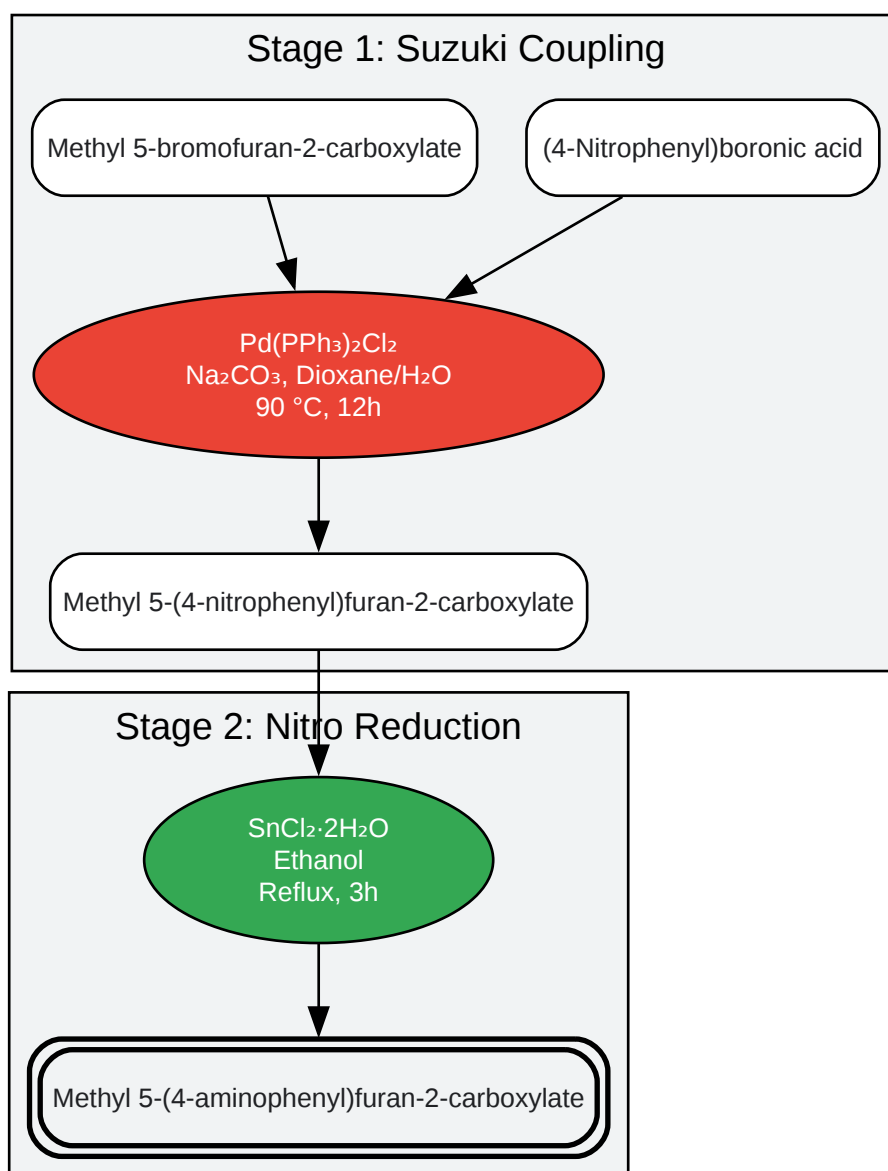 Stage 1: Suzuki Coupling
Methyl 5-bromofuran-2-carboxylate
(4-Nitrophenyl)boronic acid
Pd(PPh₃)₂Cl₂
Na₂CO₃, Dioxane/H₂O
90 °C, 12h
Methyl 5-(4-nitrophenyl)furan-2-carboxylate
Stage 2: Nitro Reduction
SnCl₂·2H₂O
Ethanol
Reflux, 3h
Methyl 5-(4-aminophenyl)furan-2-carboxylate